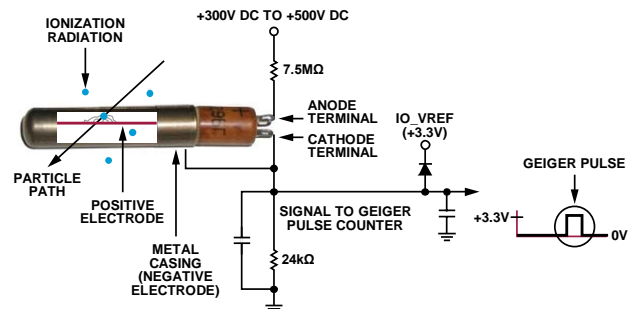 IONIZATION
RADIATION
+300V DC TO +500V DC
7.5MΩ
ANODE
TERMINAL
CATHODE
TERMINAL
IO_VREF
(+3.3V)
PARTICLE
PATH
POSITIVE
ELECTRODE
METAL
CASING
(NEGATIVE
ELECTRODE)
SIGNAL TO GEIGER
PULSE COUNTER
24kΩ
GEIGER PULSE
+3.3V
0V